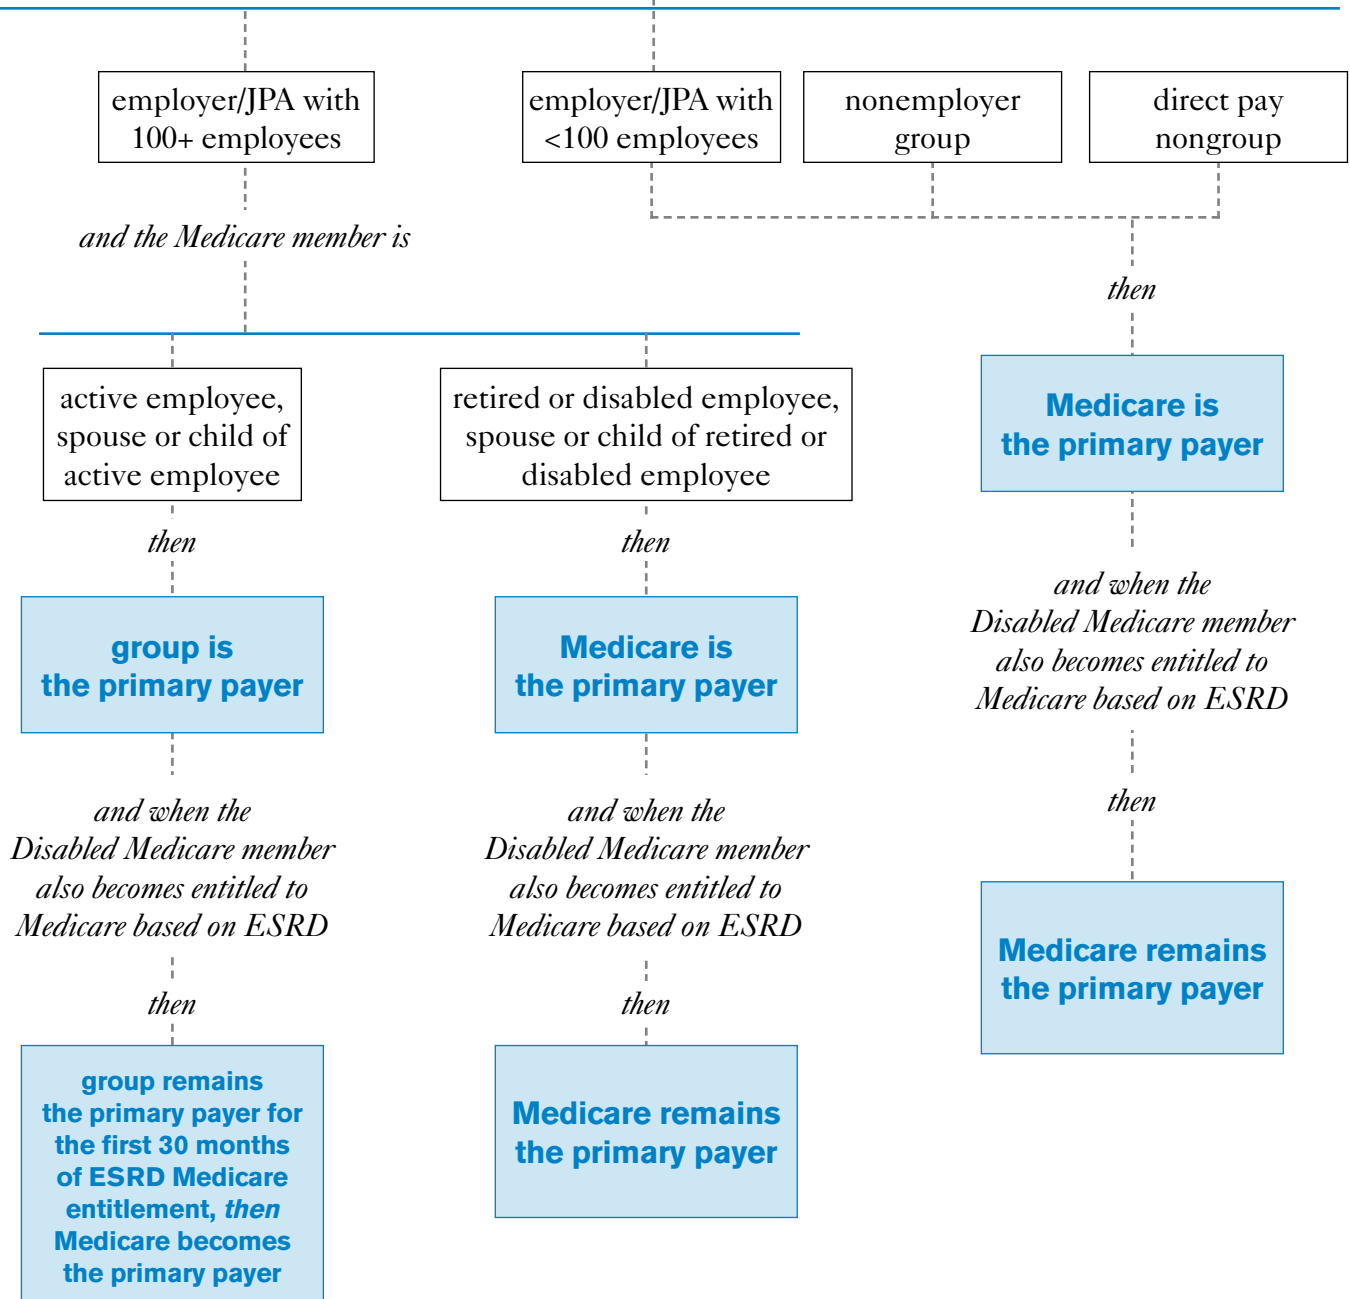 employer/JPA with
100+ employees
employer/JPA with
<100 employees
nonemployer
group
direct pay
nongroup
and the Medicare member is
then
Medicare is
the primary payer
active employee,
spouse or child of
active employee
retired or disabled employee,
spouse or child of retired or
disabled employee
then
then
group is
the primary payer
Medicare is
the primary payer
and when the
Disabled Medicare member
also becomes entitled to
Medicare based on ESRD
and when the
Disabled Medicare member
also becomes entitled to
Medicare based on ESRD
and when the
Disabled Medicare member
also becomes entitled to
Medicare based on ESRD
then
Medicare remains
the primary payer
then
then
group remains
the primary payer for
the first 30 months
of ESRD Medicare
entitlement, then
Medicare becomes
the primary payer
Medicare remains
the primary payer